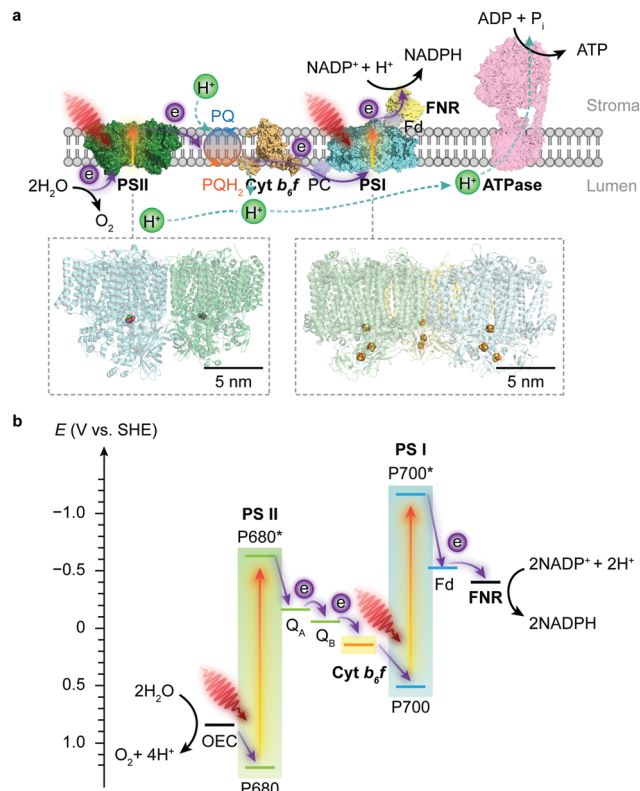 a
ADP + Pi
ATP
NADPH
NADP+ + H+
H+
e
FNR
Stroma
PQ
e
Fd
e
e
2H2O
PSII
PQH2
Cyt b6f
PC
PSI
H+
ATPase
Lumen
O2
H+
H+
5 nm
5 nm
b
E (V vs. SHE)
PS I
P700*
−1.0
PS II
P680*
e
−0.5
e
2NADP+ + 2H+
Fd
e
FNR
0
QA
QB
2NADPH
Cyt b6f
0.5
2H2O
P700
OEC
O2+ 4H+
1.0
P680